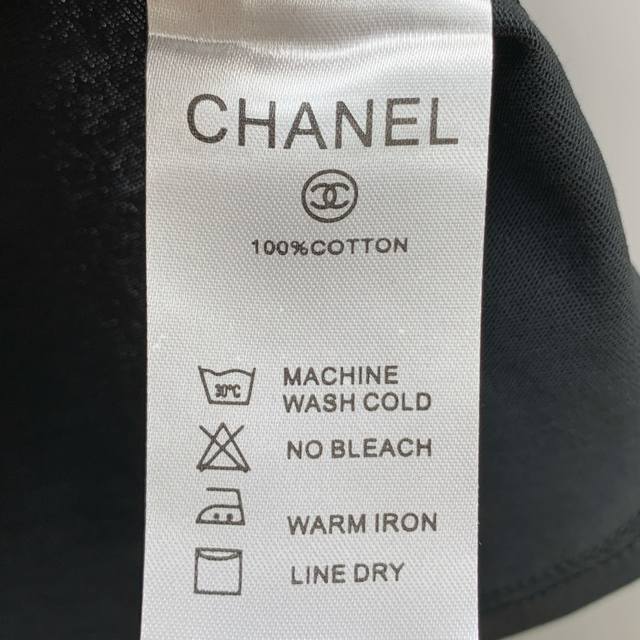 CHANEL
100%COTTON
30°C
MACHINE
WASH COLD
NO BLEACH
WARM IRON
LINE DRY